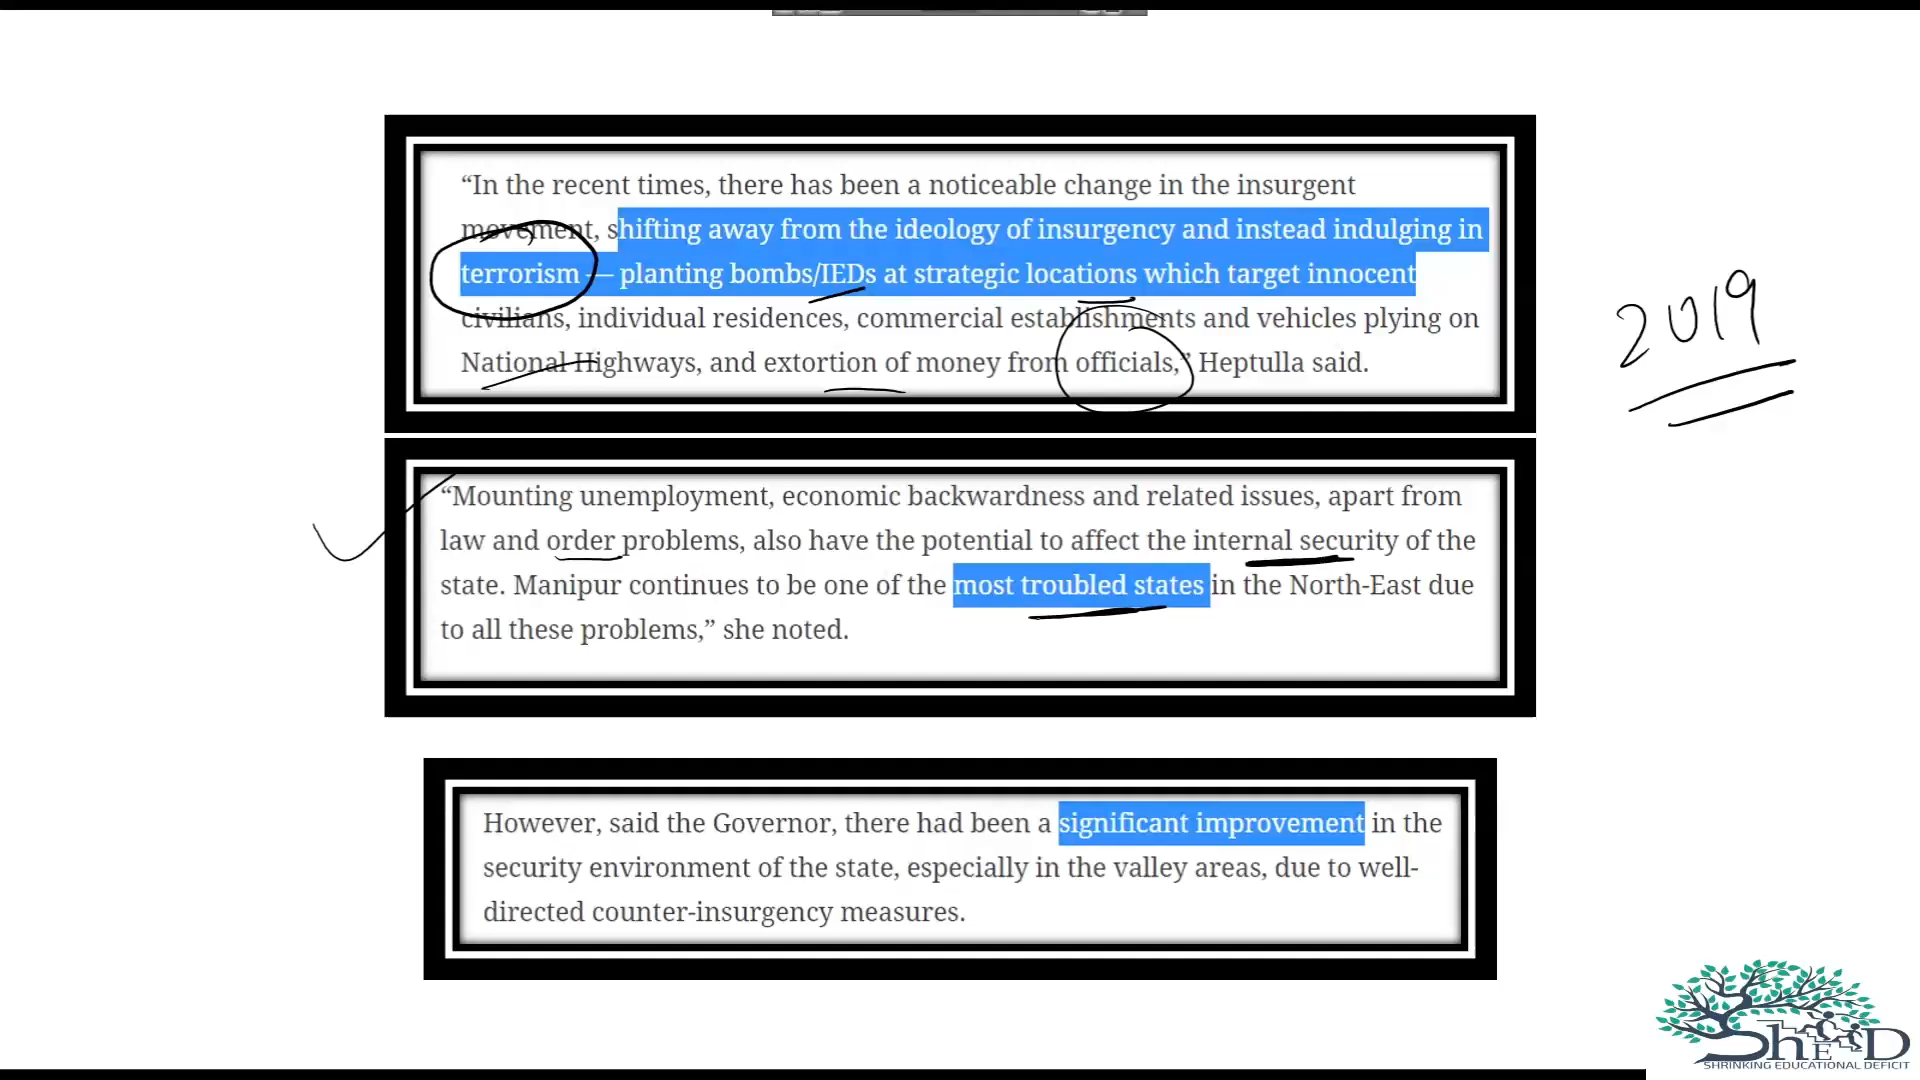 “In the recent times, there has been a noticeable change in the insurgent
movement, shifting away from the ideology of insurgency and instead indulging in
terrorism — planting bombs/IEDs at strategic locations which target innocent
civilians, individual residences, commercial establishments and vehicles plying on
National Highways, and extortion of money from officials,” Heptulla said.
2019
“Mounting unemployment, economic backwardness and related issues, apart from
law and order problems, also have the potential to affect the internal security of the
state. Manipur continues to be one of the most troubled states in the North-East due
to all these problems,” she noted.
However, said the Governor, there had been a significant improvement in the
security environment of the state, especially in the valley areas, due to well-
directed counter-insurgency measures.
ShED
SHRINKING EDUCATIONAL DEFICIT